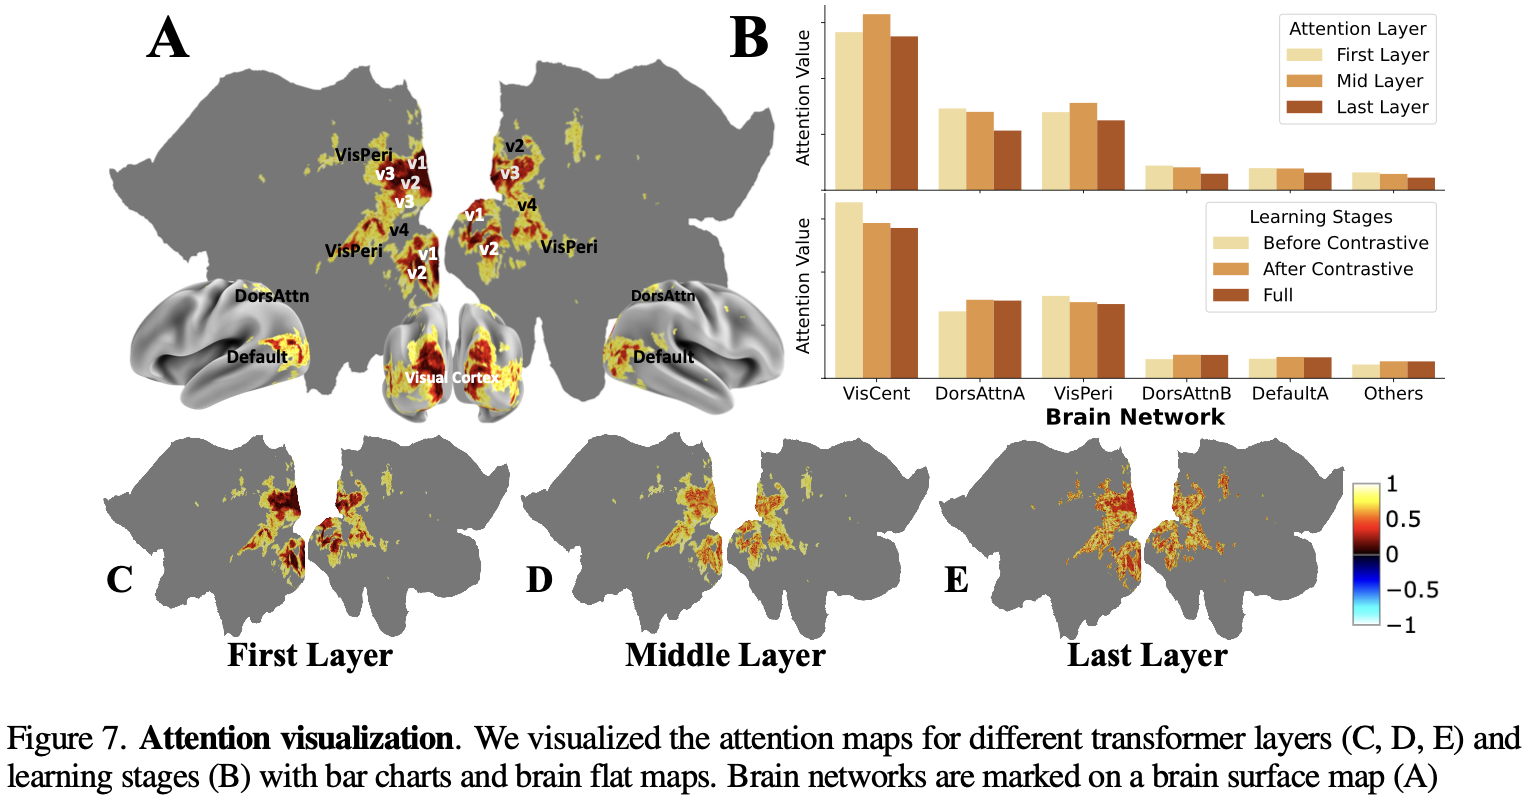 A
VisPeri
v1
v3
v2
v3
v4
VisPeri
v1
v2
v2
v3
v4
v1
v2
VisPeri
DorsAttn
Default
Visual Cortex
DorsAttn
Default
B
Attention Value
Attention Layer
First Layer
Mid Layer
Last Layer
Attention Value
Learning Stages
Before Contrastive
After Contrastive
Full
VisCent DorsAttnA VisPeri DorsAttnB DefaultA Others
Brain Network
C
First Layer
D
Middle Layer
E
Last Layer
1
0.5
0
−0.5
−1
Figure 7. Attention visualization. We visualized the attention maps for different transformer layers (C, D, E) and
learning stages (B) with bar charts and brain flat maps. Brain networks are marked on a brain surface map (A)